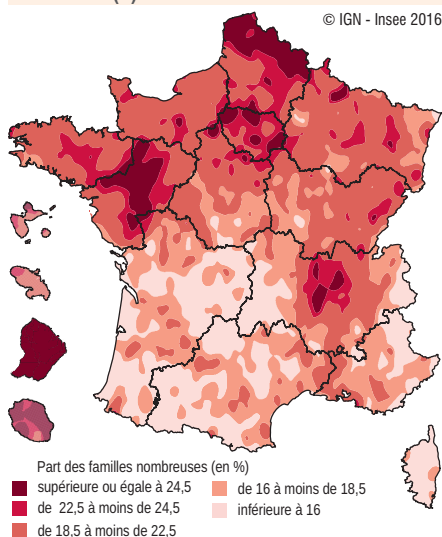 © IGN - Insee 2016
Part des familles nombreuses (en %)
supérieure ou égale à 24,5
de 22,5 à moins de 24,5
de 18,5 à moins de 22,5
de 16 à moins de 18,5
inférieure à 16